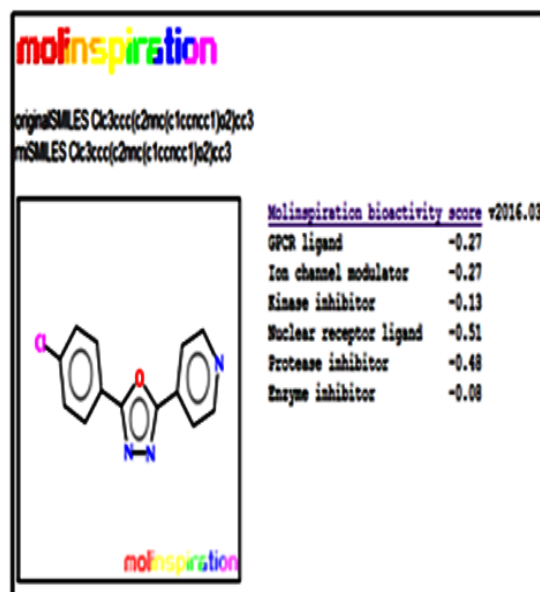 molinspiration
originalSMILES Clc3ccc(c2nnc(c1ccncc1)o2)cc3
miSMILES Clc3ccc(c2nnc(c1ccncc1)o2)cc3
Molinspiration bioactivity score v2016.03
GPCR ligand -0.27
Ion channel modulator -0.27
Kinase inhibitor -0.13
Nuclear receptor ligand -0.51
Protease inhibitor -0.48
Enzyme inhibitor -0.08
Cl
O
N
N N
molinspiration